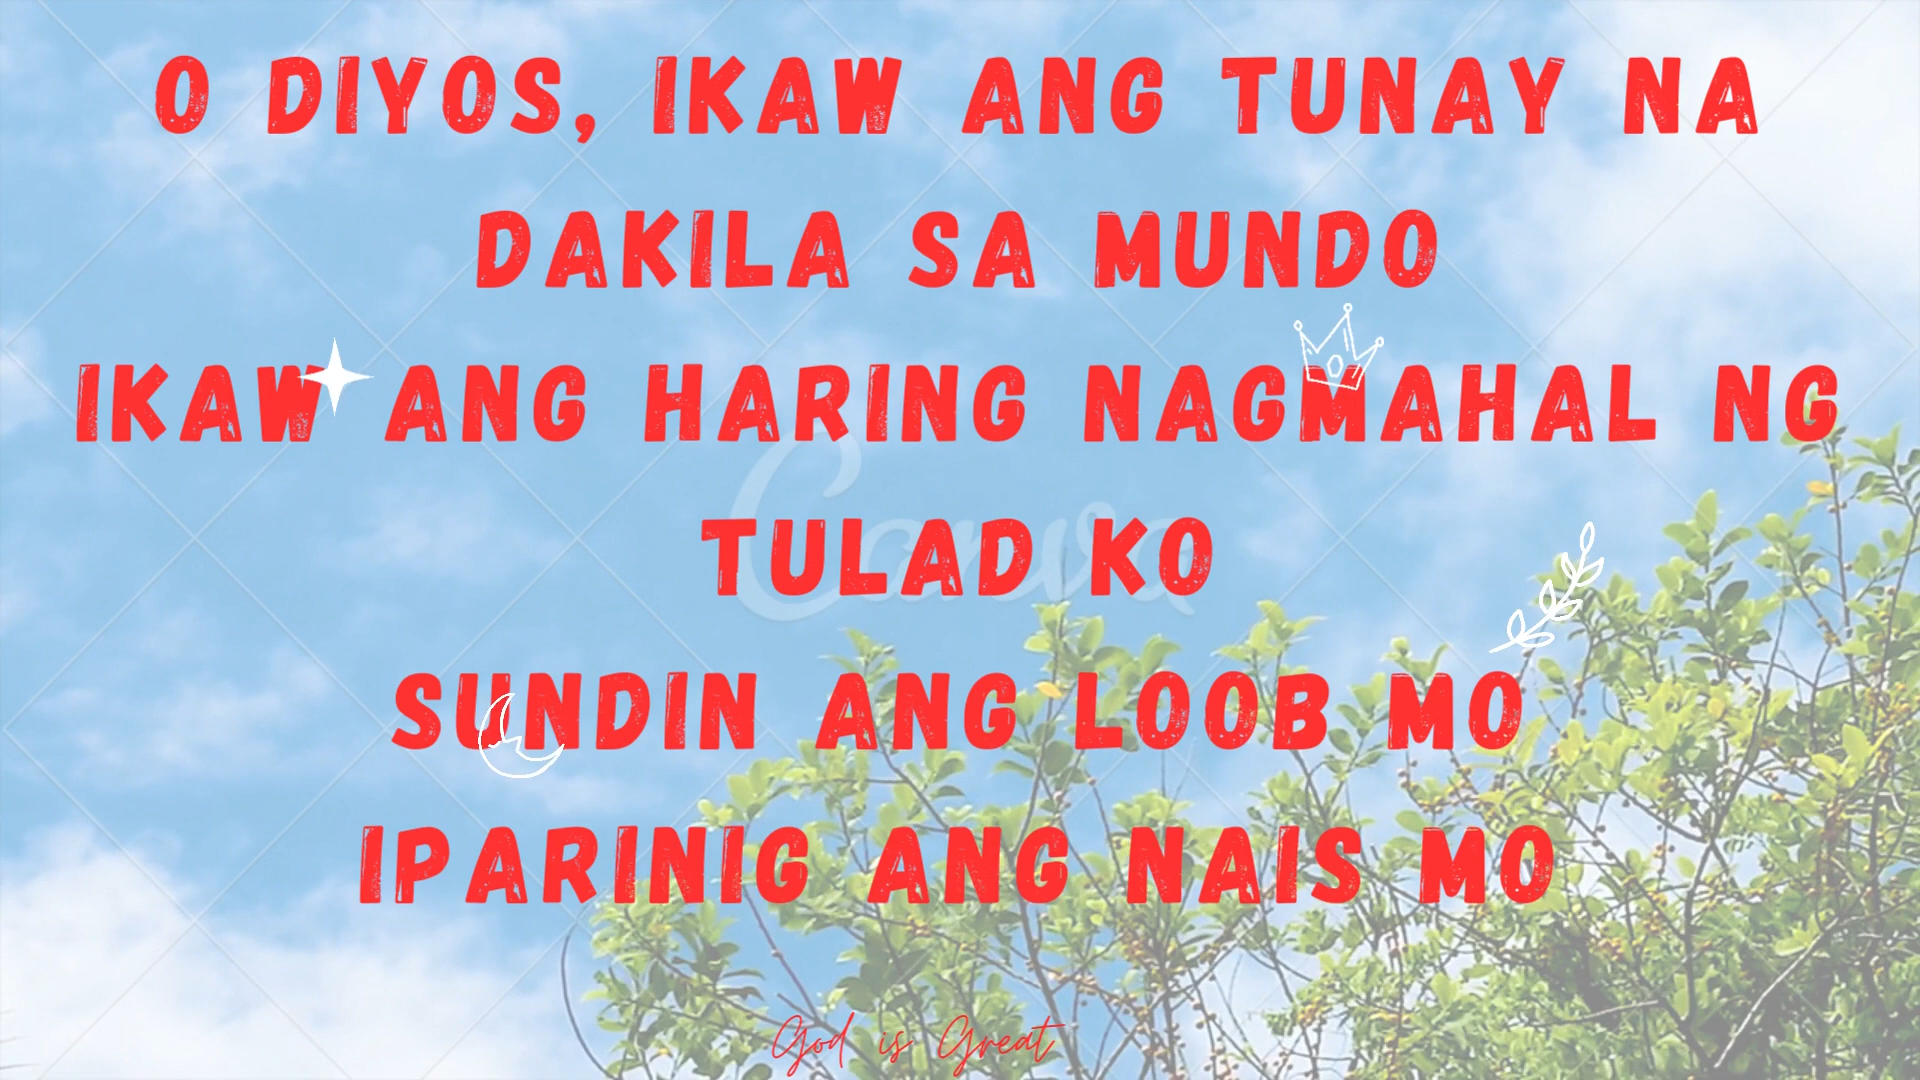 O DIYOS, IKAW ANG TUNAY NA
DAKILA SA MUNDO
IKAW ANG HARING NAGMAHAL NG
TULAD KO
Canva
SUNDIN ANG LOOB MO
IPARINIG ANG NAIS MO
God is Great